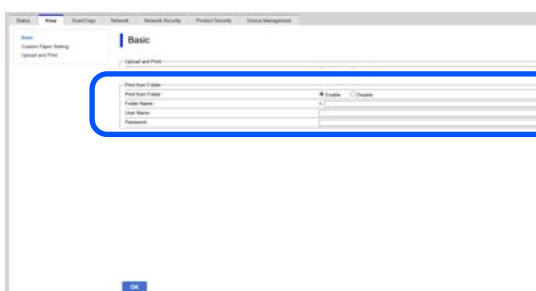 Status Print Scan/Copy Network Network Security Product Security Device Management
Basic
Custom Paper Setting
Upload and Print
Basic
Upload and Print
Print from Folder
Print from Folder Enable Disable
Folder Name
User Name
Password
OK